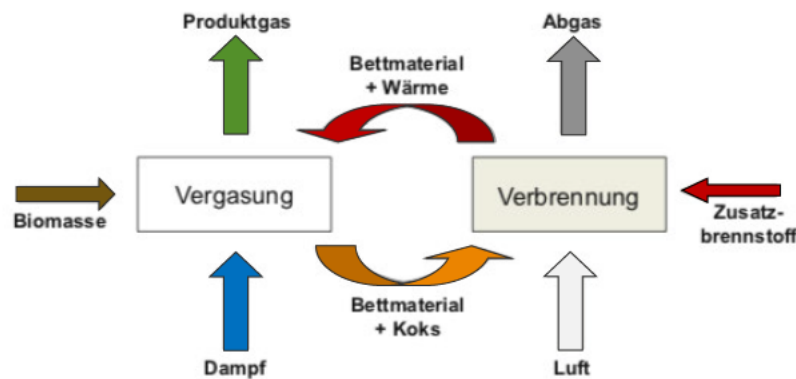 Produktgas
Abgas
Bettmaterial
+ Wärme
Vergasung
Verbrennung
Biomasse
Zusatz-
brennstoff
Bettmaterial
+ Koks
Dampf
Luft